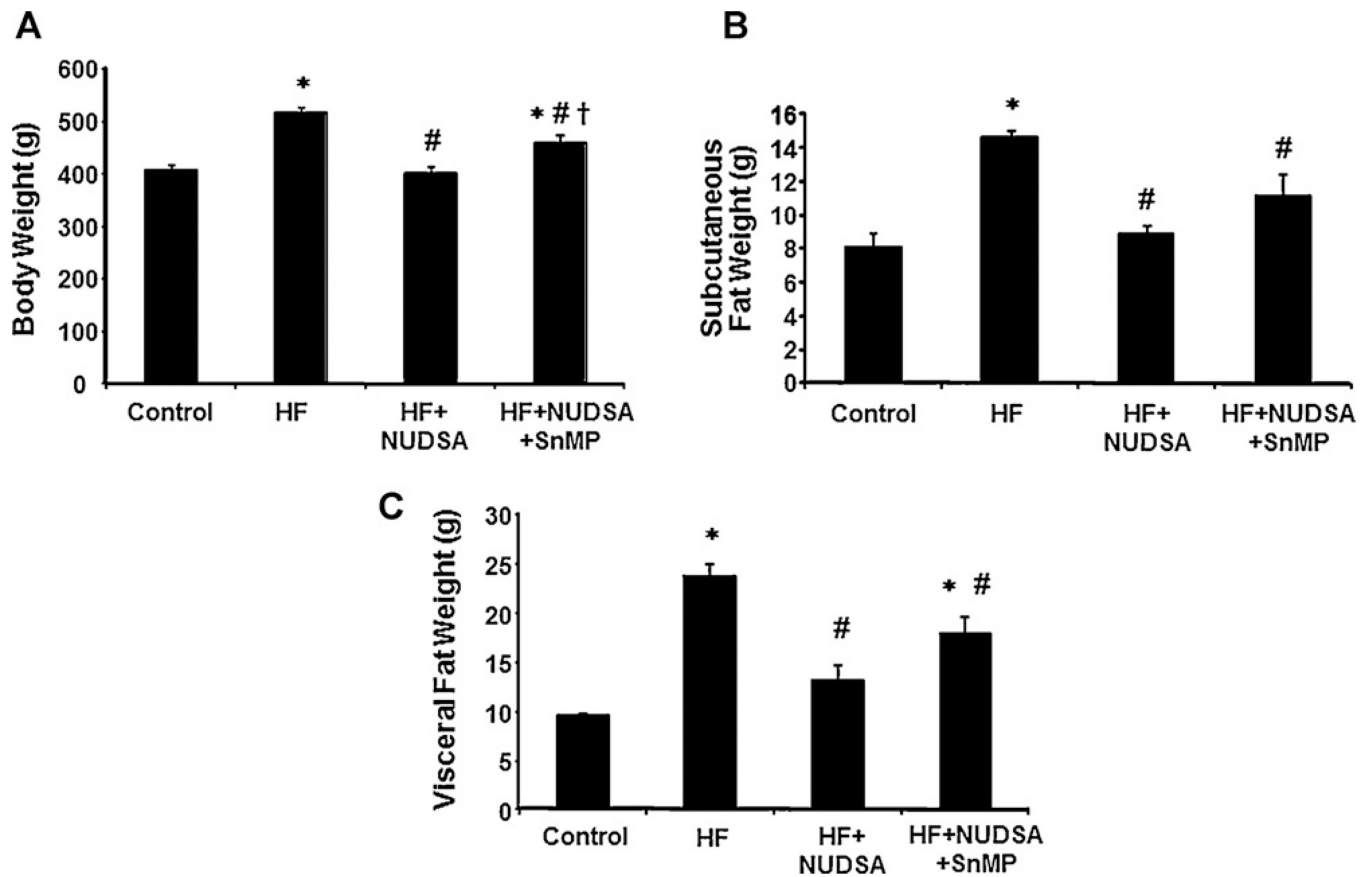 A
Body Weight (g)
600
500
400
300
200
100
0
*
#
* # †
Control
HF
HF+
NUDSA
HF+NUDSA
+SnMP
B
Subcutaneous
Fat Weight (g)
16
14
12
10
8
6
4
2
0
*
#
#
Control
HF
HF+
NUDSA
HF+NUDSA
+SnMP
C
Visceral Fat Weight (g)
30
25
20
15
10
5
0
*
#
* #
Control
HF
HF+
NUDSA
HF+NUDSA
+SnMP